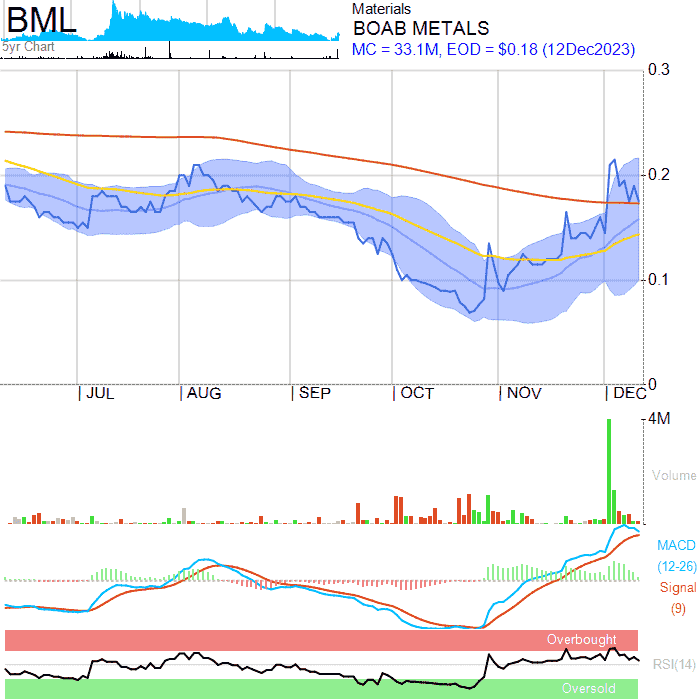 BML
5yr Chart
Materials
BOAB METALS
MC = 33.1M, EOD = $0.18 (12Dec2023)
0.3
0.2
0.1
0
JUL
AUG
SEP
OCT
NOV
DEC
4M
Volume
MACD
(12-26)
Signal
(9)
Overbought
RSI(14)
Oversold